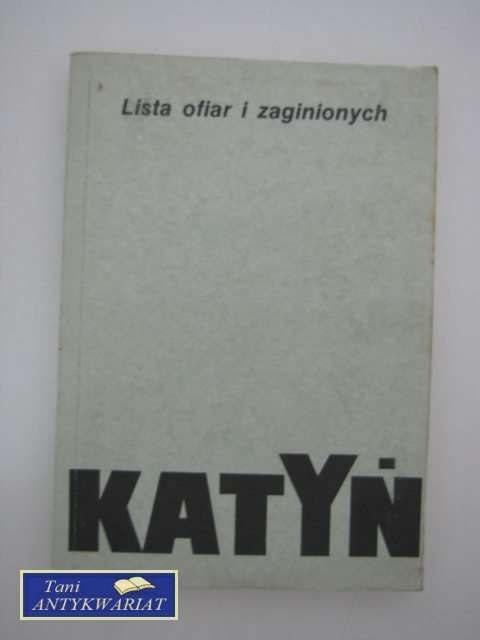 Lista ofiar i zaginionych
KATYŃ
Tani
ANTYKWARIAT